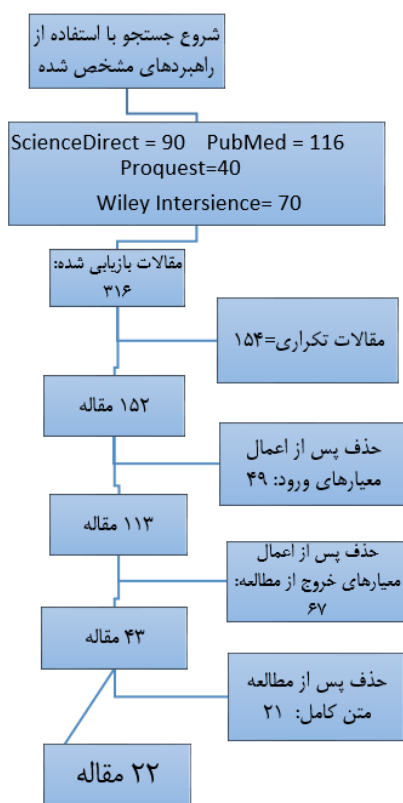 شروع جستجو با استفاده از
راهبردهای مشخص شده
ScienceDirect = 90 PubMed = 116
Proquest=40
Wiley Intersience= 70
مقالات بازیابی شده:
۳۱۶
مقالات تکراری=۱۵۴
۱۵۲ مقاله
حذف پس از اعمال
معیارهای ورود: ۴۹
۱۱۳ مقاله
حذف پس از اعمال
معیارهای خروج از مطالعه:
۶۷
۴۳ مقاله
حذف پس از مطالعه
متن کامل: ۲۱
۲۲ مقاله